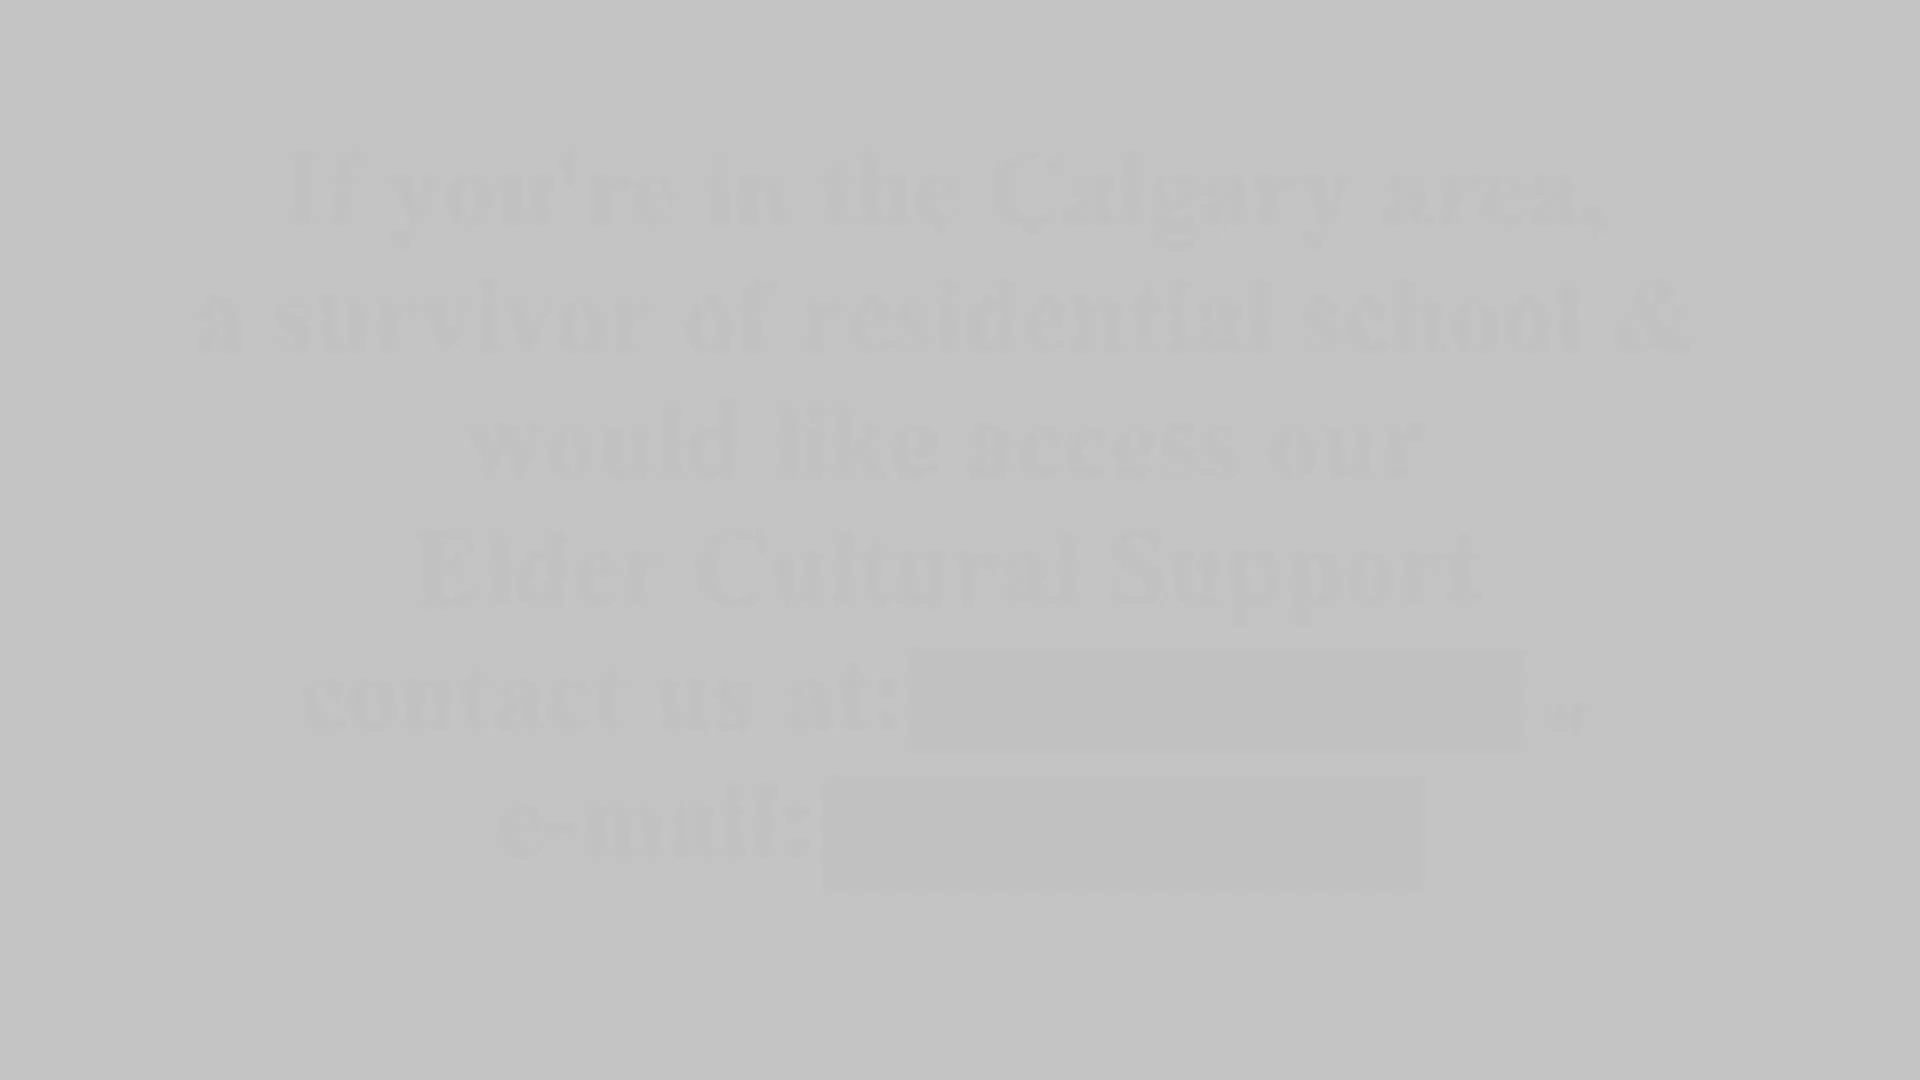 If you're in the Calgary area,
a survivor of residential school &
would like access our
Elder Cultural Support
contact us at: or
e-mail: